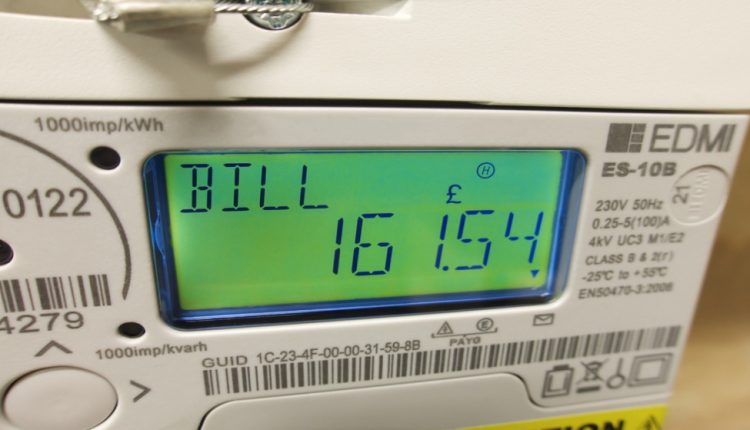 1000imp/kWh
EDMI
ES-10B
21
BILL
H
£
161.54
0122
230V 50Hz
0.25-5(100)A
4kV UC3 M1/E2
CLASS B & 2(r)
-25°C to +55°C
EN50470-3:2006
4279
1000imp/kvarh
PAYG
GUID 1C-23-4F-00-00-31-59-8B